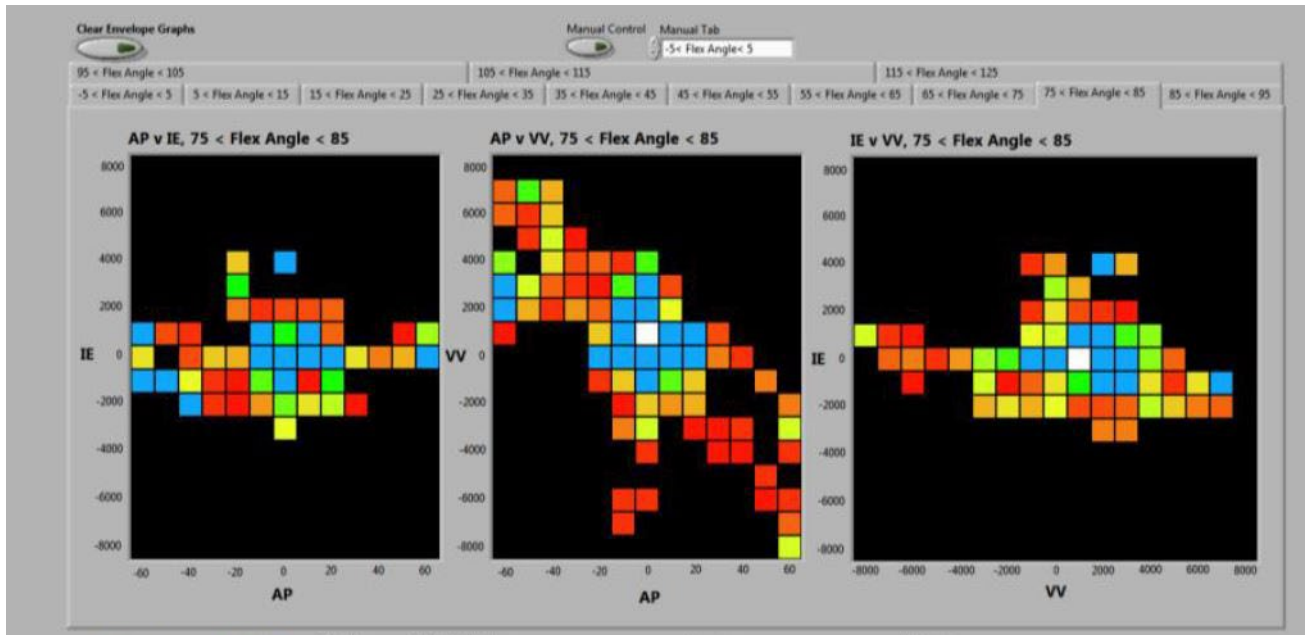 Clear Envelope Graphs
Manual Control Manual Tab
-5< Flex Angle< 5
95 < Flex Angle < 105 105 < Flex Angle < 115 115 < Flex Angle < 125
-5 < Flex Angle < 5 5 < Flex Angle < 15 15 < Flex Angle < 25 25 < Flex Angle < 35 35 < Flex Angle < 45 45 < Flex Angle < 55 55 < Flex Angle < 65 65 < Flex Angle < 75 75 < Flex Angle < 85 85 < Flex Angle < 95
AP v IE, 75 < Flex Angle < 85
8000
6000
4000
2000
IE 0
-2000
-4000
-6000
-8000
-60 -40 -20 0 20 40 60
AP
AP v VV, 75 < Flex Angle < 85
8000
6000
4000
2000
VV 0
-2000
-4000
-6000
-8000
-60 -40 -20 0 20 40 60
AP
IE v VV, 75 < Flex Angle < 85
8000
6000
4000
2000
IE 0
-2000
-4000
-6000
-8000
-8000 -6000 -4000 -2000 0 2000 4000 6000 8000
VV